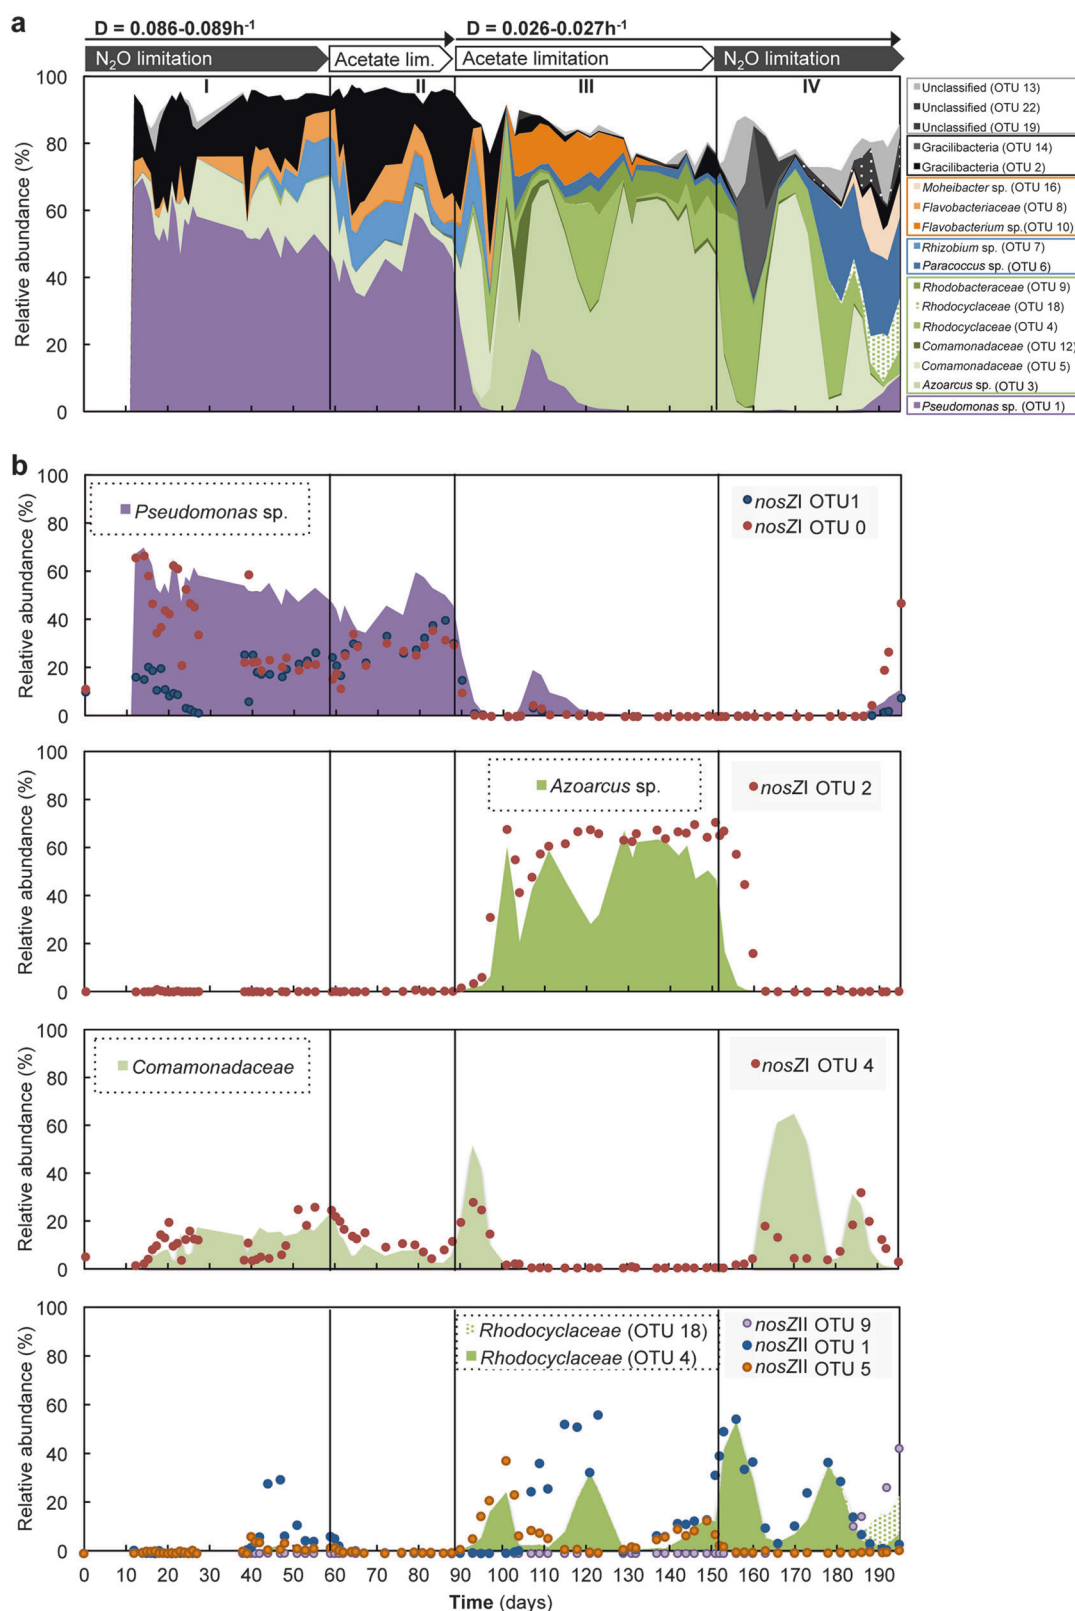 a
D = 0.086-0.089h-1
D = 0.026-0.027h-1
N2O limitation
Acetate lim.
Acetate limitation
N2O limitation
I
II
III
IV
Relative abundance (%)
100
80
60
40
20
0
Unclassified (OTU 13)
Unclassified (OTU 22)
Unclassified (OTU 19)
Gracilibacteria (OTU 14)
Gracilibacteria (OTU 2)
Moheibacter sp. (OTU 16)
Flavobacteriaceae (OTU 8)
Flavobacterium sp.(OTU 10)
Rhizobium sp. (OTU 7)
Paracoccus sp. (OTU 6)
Rhodobacteraceae (OTU 9)
Rhodocyclaceae (OTU 18)
Rhodocyclaceae (OTU 4)
Comamonadaceae (OTU 12)
Comamonadaceae (OTU 5)
Azoarcus sp. (OTU 3)
Pseudomonas sp. (OTU 1)
b
Relative abundance (%)
100
80
60
40
20
0
Pseudomonas sp.
nosZI OTU1
nosZI OTU 0
Relative abundance (%)
100
80
60
40
20
0
Azoarcus sp.
nosZI OTU 2
Relative abundance (%)
100
80
60
40
20
0
Comamonadaceae
nosZI OTU 4
Relative abundance (%)
100
80
60
40
20
0
Rhodocyclaceae (OTU 18)
Rhodocyclaceae (OTU 4)
nosZII OTU 9
nosZII OTU 1
nosZII OTU 5
0 10 20 30 40 50 60 70 80 90 100 110 120 130 140 150 160 170 180 190
Time (days)